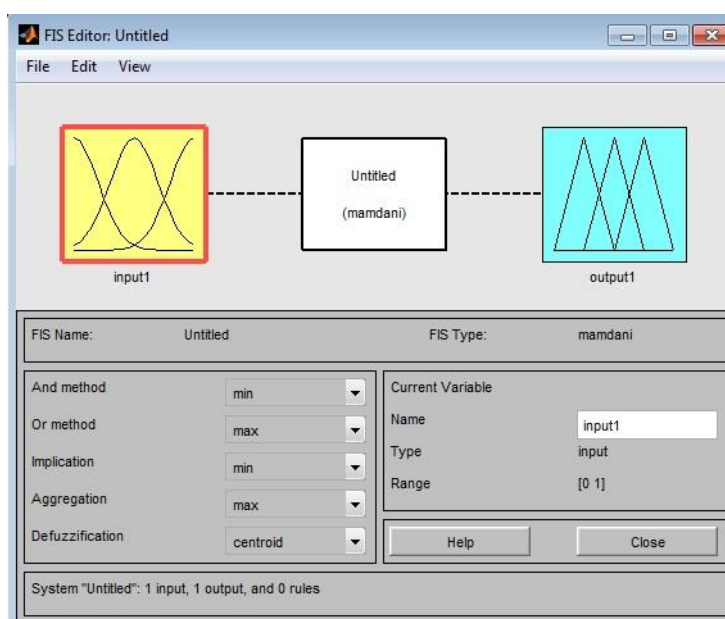 FIS Editor: Untitled
File Edit View
Untitled
(mamdani)
input1
output1
FIS Name: Untitled FIS Type: mamdani
And method min
Or method max
Implication min
Aggregation max
Defuzzification centroid
Current Variable
Name input1
Type input
Range [0 1]
Help Close
System "Untitled": 1 input, 1 output, and 0 rules